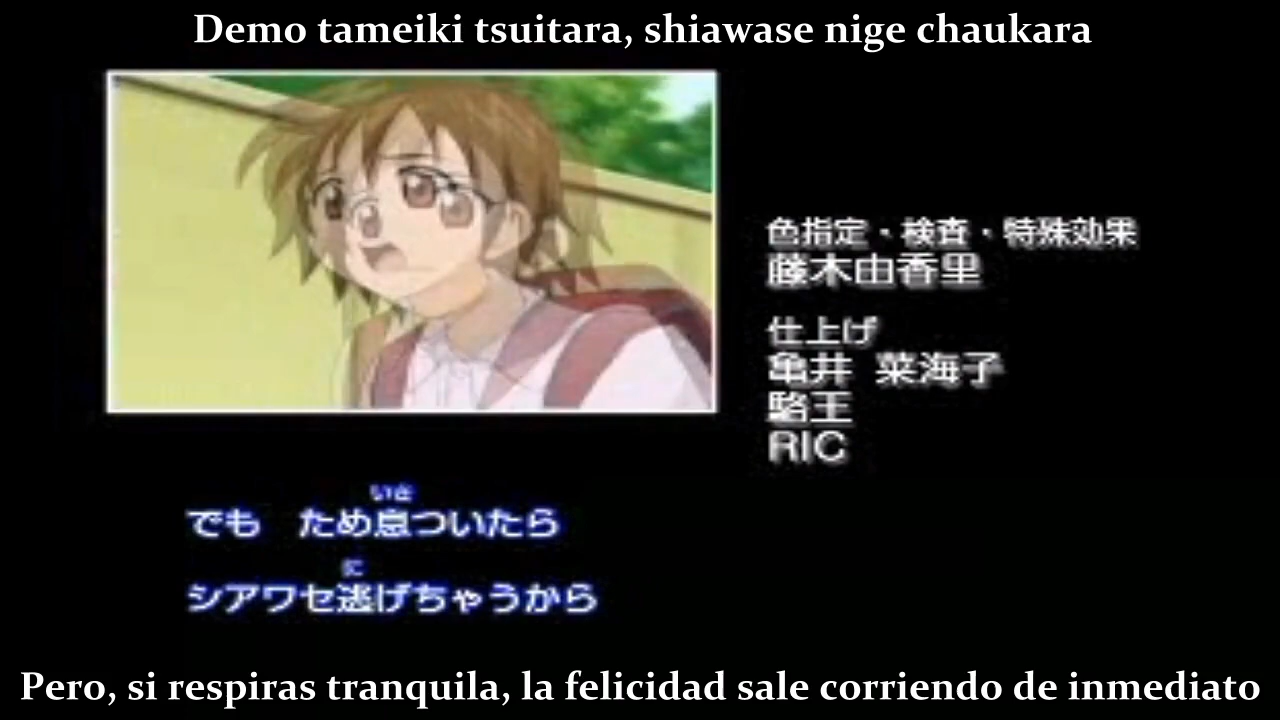 Demo tameiki tsuitara, shiawase nige chaukara
色指定・検査・特殊効果
藤木由香里
仕上げ
亀井 菜海子
駱王
RIC
いき
でも ため息ついたら
に
シアワセ逃げちゃうから
Pero, si respiras tranquila, la felicidad sale corriendo de inmediato